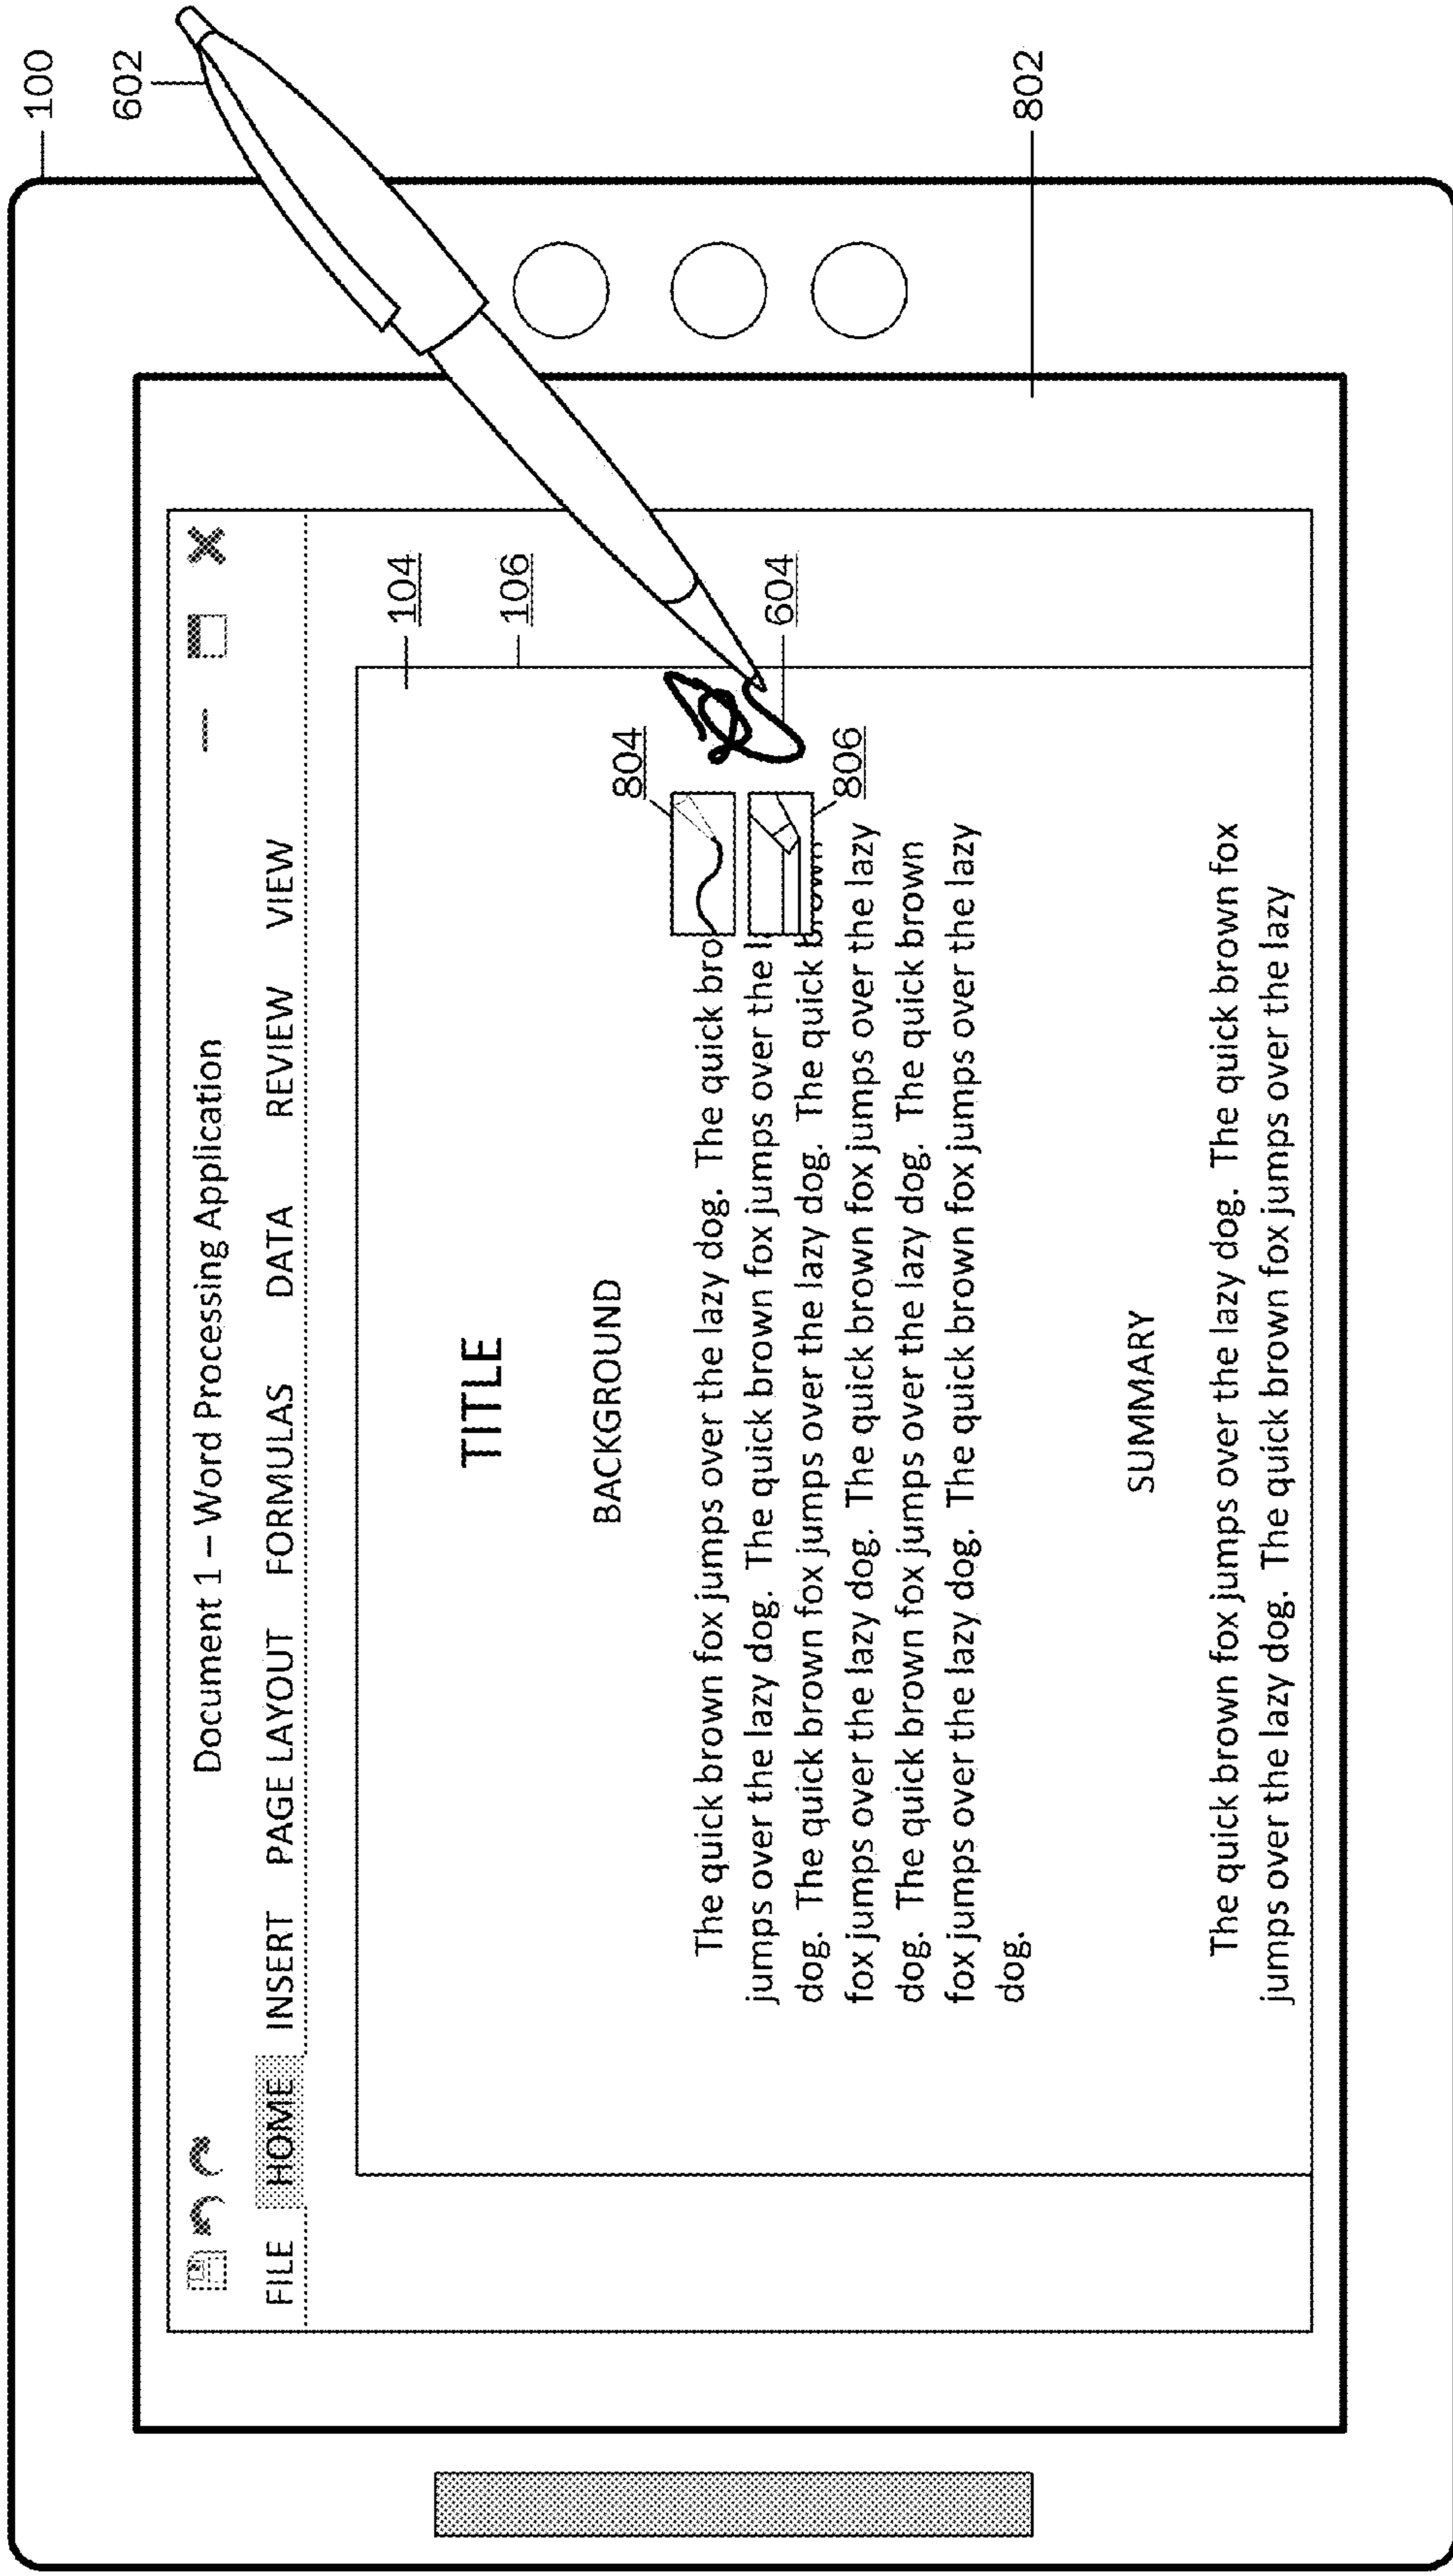 100
602
Document 1 – Word Processing Application
FILE HOME INSERT PAGE LAYOUT FORMULAS DATA REVIEW VIEW
104
TITLE
106
BACKGROUND
804
The quick brown fox jumps over the lazy dog. The quick bro
jumps over the lazy dog. The quick brown fox jumps over the l
604
dog. The quick brown fox jumps over the lazy dog. The quick brown
806
fox jumps over the lazy dog. The quick brown fox jumps over the lazy
dog. The quick brown fox jumps over the lazy dog. The quick brown
fox jumps over the lazy dog. The quick brown fox jumps over the lazy
dog.
802
SUMMARY
The quick brown fox jumps over the lazy dog. The quick brown fox
jumps over the lazy dog. The quick brown fox jumps over the lazy